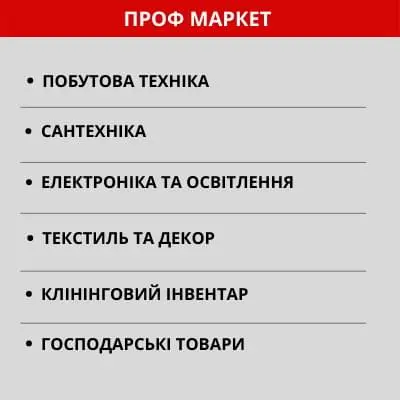 ПРОФ МАРКЕТ
• ПОБУТОВА ТЕХНІКА
• САНТЕХНІКА
• ЕЛЕКТРОНІКА ТА ОСВІТЛЕННЯ
• ТЕКСТИЛЬ ТА ДЕКОР
• КЛІНІНГОВИЙ ІНВЕНТАР
• ГОСПОДАРСЬКІ ТОВАРИ